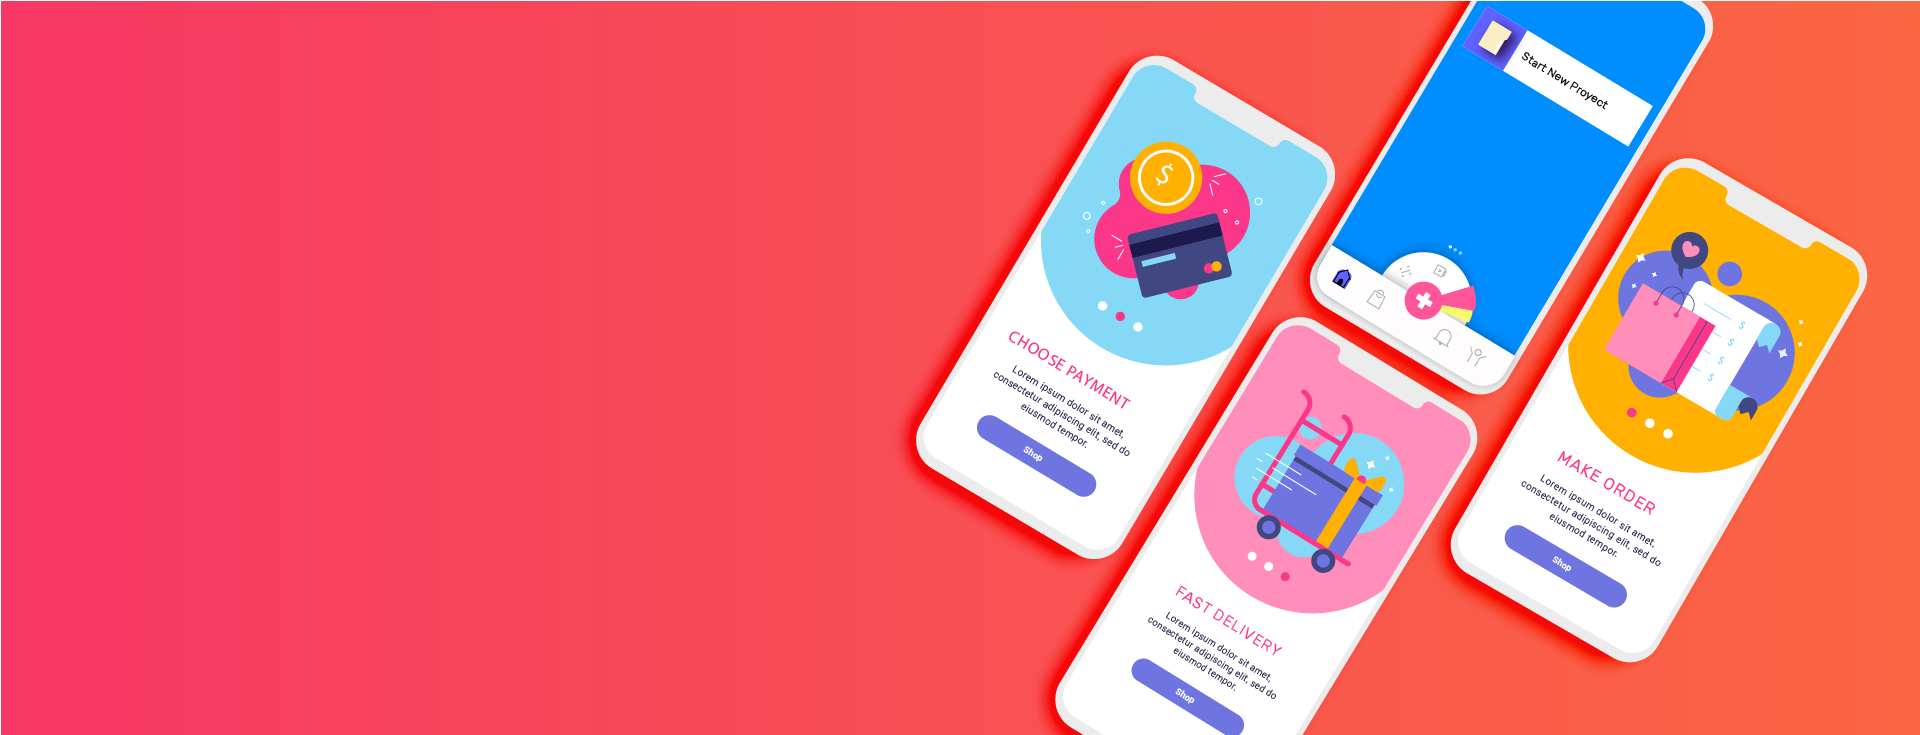 Start New Proyect
$
CHOOSE PAYMENT
Lorem ipsum dolor sit amet,
consectetur adipiscing elit, sed do
eiusmod tempor.
Shop
$
$
$
$
MAKE ORDER
Lorem ipsum dolor sit amet,
consectetur adipiscing elit, sed do
eiusmod tempor.
Shop
FAST DELIVERY
Lorem ipsum dolor sit amet,
consectetur adipiscing elit, sed do
eiusmod tempor.
Shop